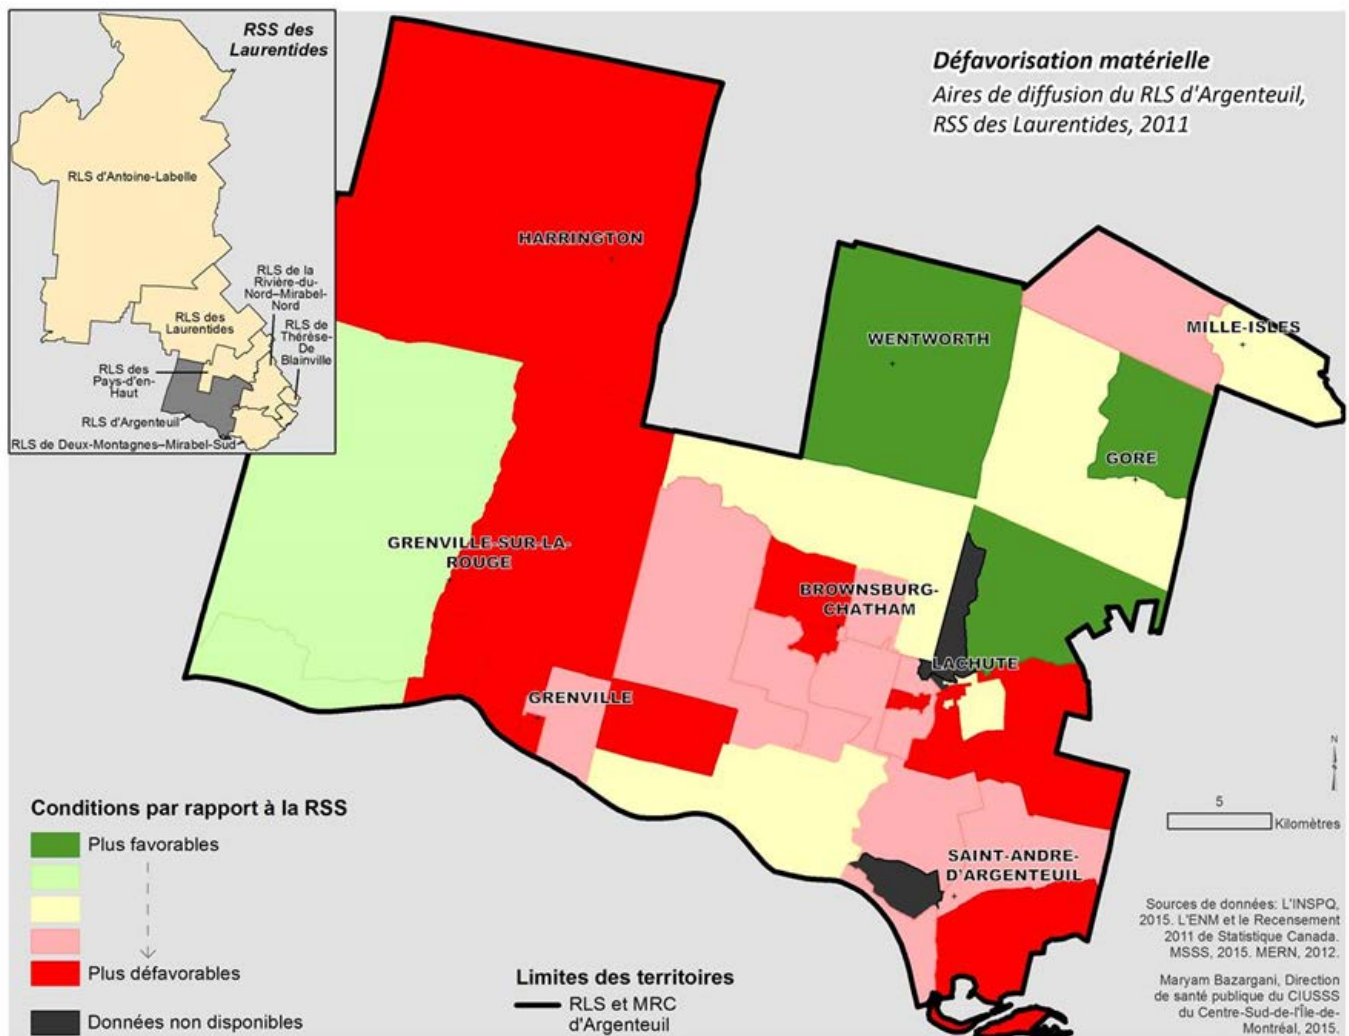 RSS des
Laurentides
RLS d'Antoine-Labelle
RLS de la
Rivière-du-
Nord–Mirabel-
Nord
RLS des
Laurentides
RLS de
Thérèse-
De
Blainville
RLS des
Pays-d'en-
Haut
RLS d'Argenteuil
RLS de Deux-Montagnes–Mirabel-Sud
Défavorisation matérielle
Aires de diffusion du RLS d'Argenteuil,
RSS des Laurentides, 2011
HARRINGTON
WENTWORTH
MILLE-ISLES
GORE
GRENVILLE-SUR-LA-
ROUGE
BROWNSBURG-
CHATHAM
LACHUTE
GRENVILLE
SAINT-ANDRE-
D'ARGENTEUIL
N
5
Kilomètres
Conditions par rapport à la RSS
Plus favorables
Plus défavorables
Données non disponibles
Limites des territoires
RLS et MRC
d'Argenteuil
Sources de données: L'INSPQ,
2015. L'ENM et le Recensement
2011 de Statistique Canada.
MSSS, 2015. MERN, 2012.
Maryam Bazargani, Direction
de santé publique du CIUSSS
du Centre-Sud-de-l'Île-de-
Montréal, 2015.